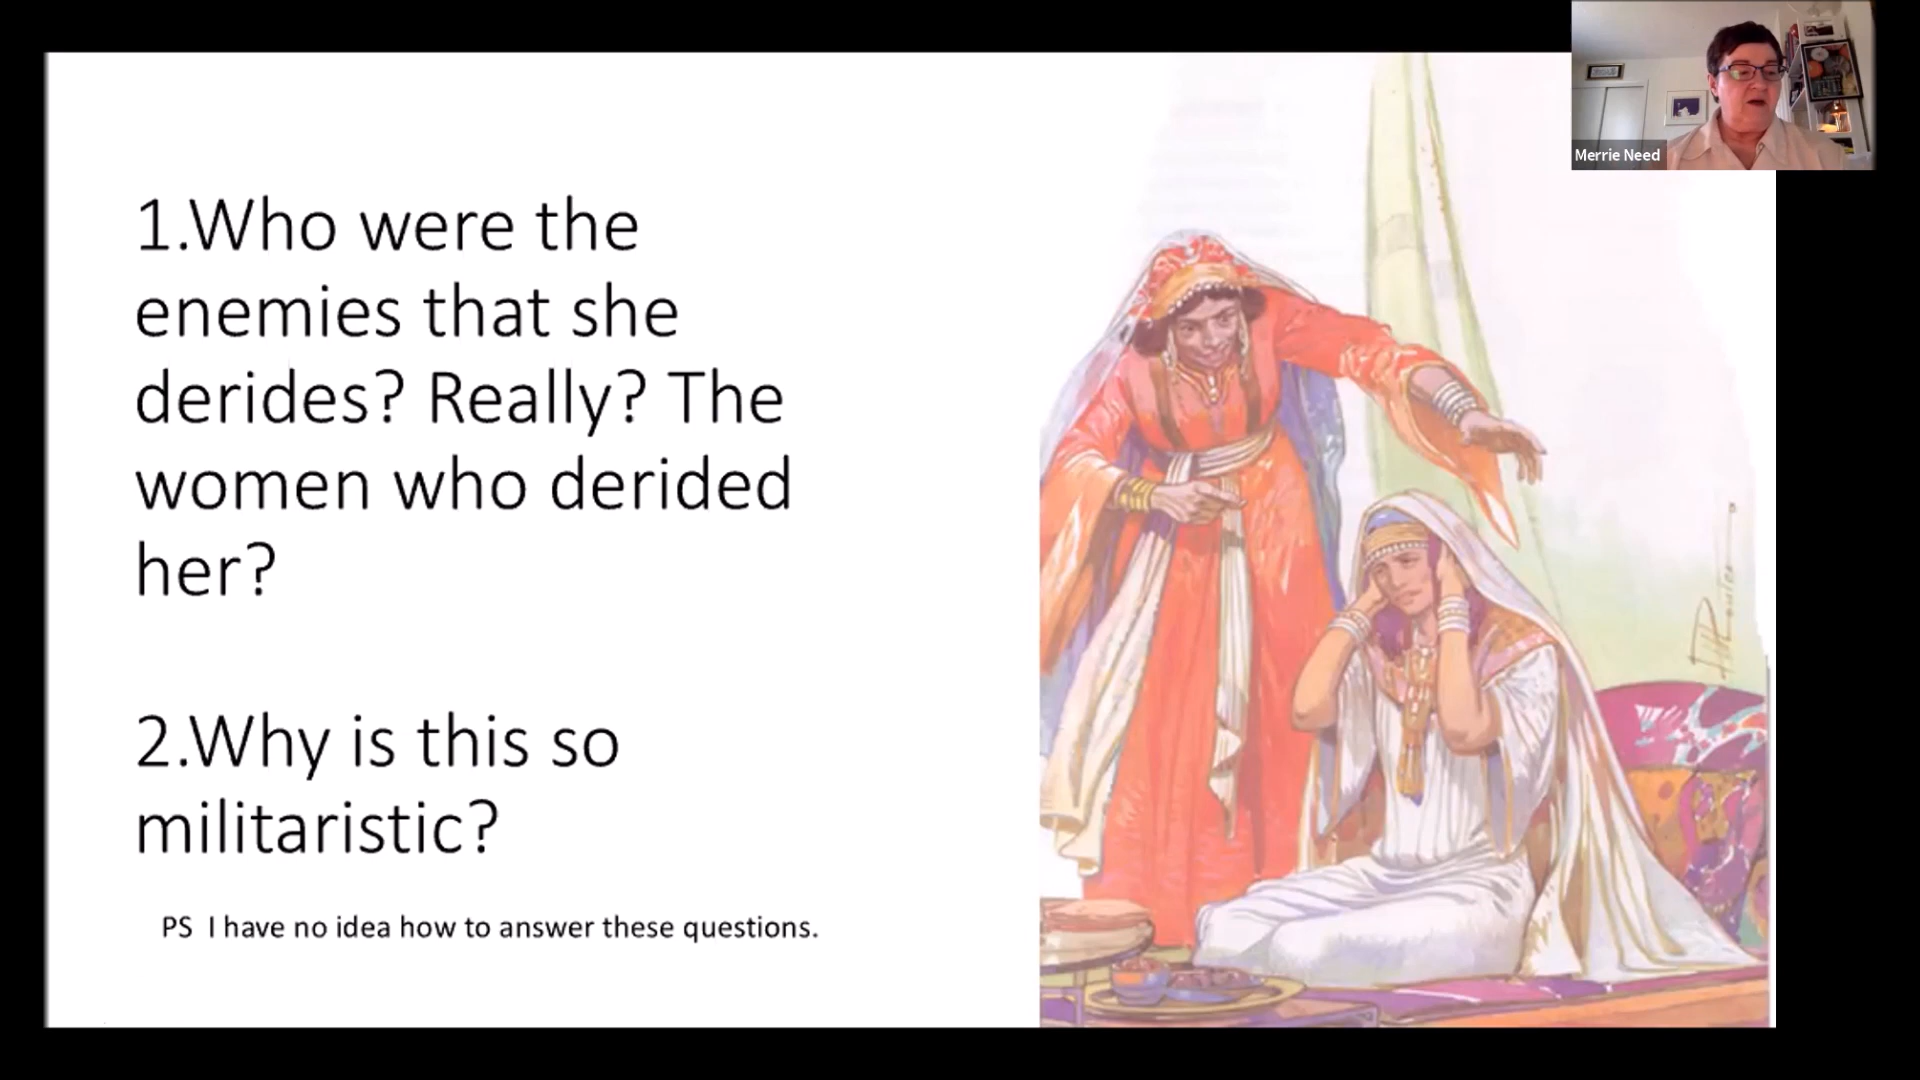 Merrie Need
1.Who were the
enemies that she
derides? Really? The
women who derided
her?
2.Why is this so
militaristic?
PS I have no idea how to answer these questions.